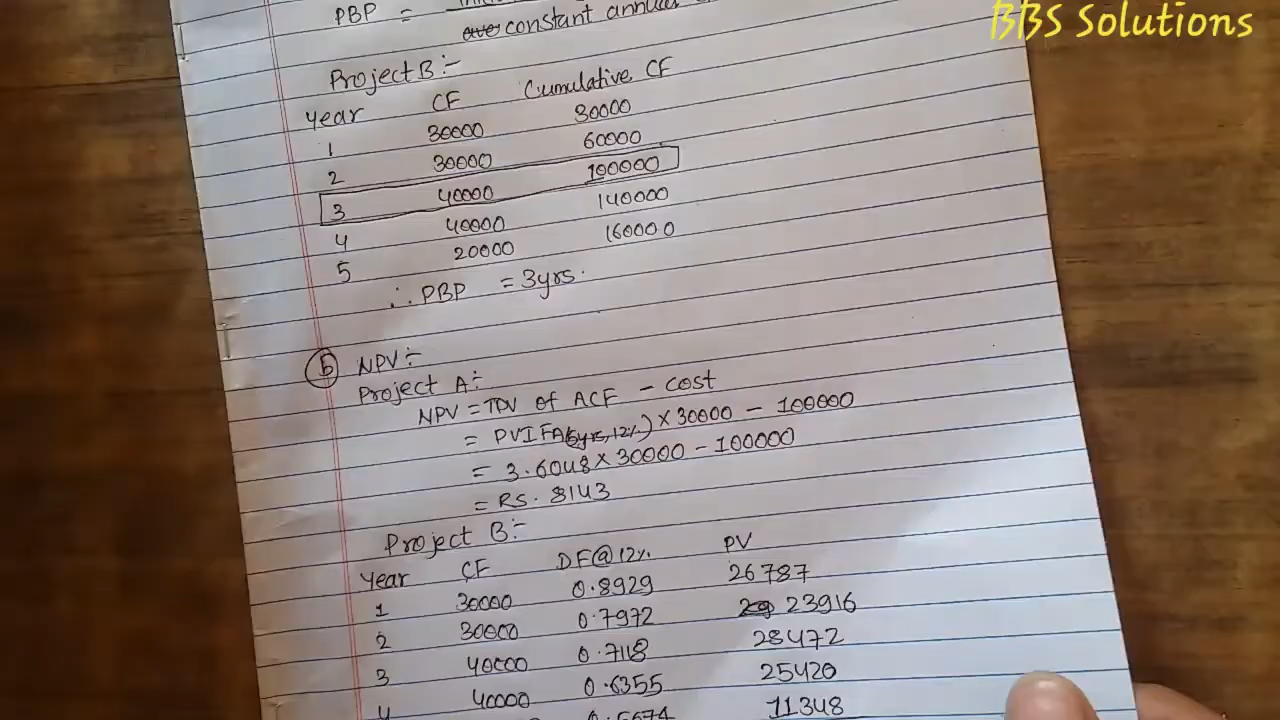 BBS Solutions
PBP =
constant annual
Project B:-
Year CF Cumulative CF
1 30000 30000
2 30000 60000
3 40000 100000
4 40000 140000
5 20000 160000
∴ PBP = 3yrs.
b NPV:-
Project A:-
NPV = TPV of ACF - cost
= PVIFA(5yrs,12%) × 30000 - 100000
= 3.6048 × 30000 - 100000
= RS. 8143
Project B:-
Year CF DF@12% PV
1 30000 0.8929 26787
2 30000 0.7972 23916
3 40000 0.7118 28472
4 40000 0.6355 25420
0.5674 11348